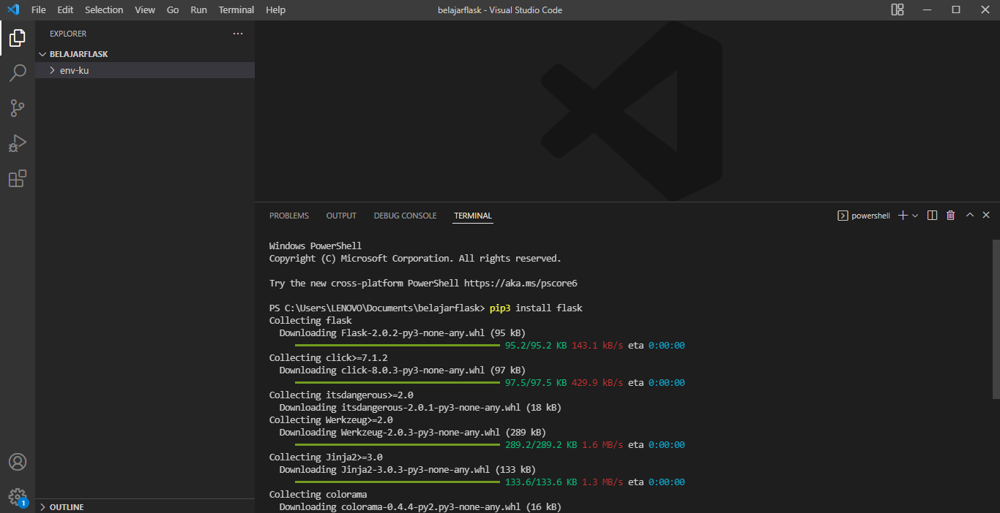 File Edit Selection View Go Run Terminal Help belajarflask - Visual Studio Code
EXPLORER
BELAJARFLASK
env-ku
OUTLINE
1
PROBLEMS OUTPUT DEBUG CONSOLE TERMINAL powershell
Windows PowerShell
Copyright (C) Microsoft Corporation. All rights reserved.
Try the new cross-platform PowerShell https://aka.ms/pscore6
PS C:\Users\LENOVO\Documents\belajarflask> pip3 install flask
Collecting flask
Downloading Flask-2.0.2-py3-none-any.whl (95 kB)
95.2/95.2 KB 143.1 kB/s eta 0:00:00
Collecting click>=7.1.2
Downloading click-8.0.3-py3-none-any.whl (97 kB)
97.5/97.5 KB 429.9 kB/s eta 0:00:00
Collecting itsdangerous>=2.0
Downloading itsdangerous-2.0.1-py3-none-any.whl (18 kB)
Collecting Werkzeug>=2.0
Downloading Werkzeug-2.0.3-py3-none-any.whl (289 kB)
289.2/289.2 KB 1.6 MB/s eta 0:00:00
Collecting Jinja2>=3.0
Downloading Jinja2-3.0.3-py3-none-any.whl (133 kB)
133.6/133.6 KB 1.3 MB/s eta 0:00:00
Collecting colorama
Downloading colorama-0.4.4-py2.py3-none-any.whl (16 kB)